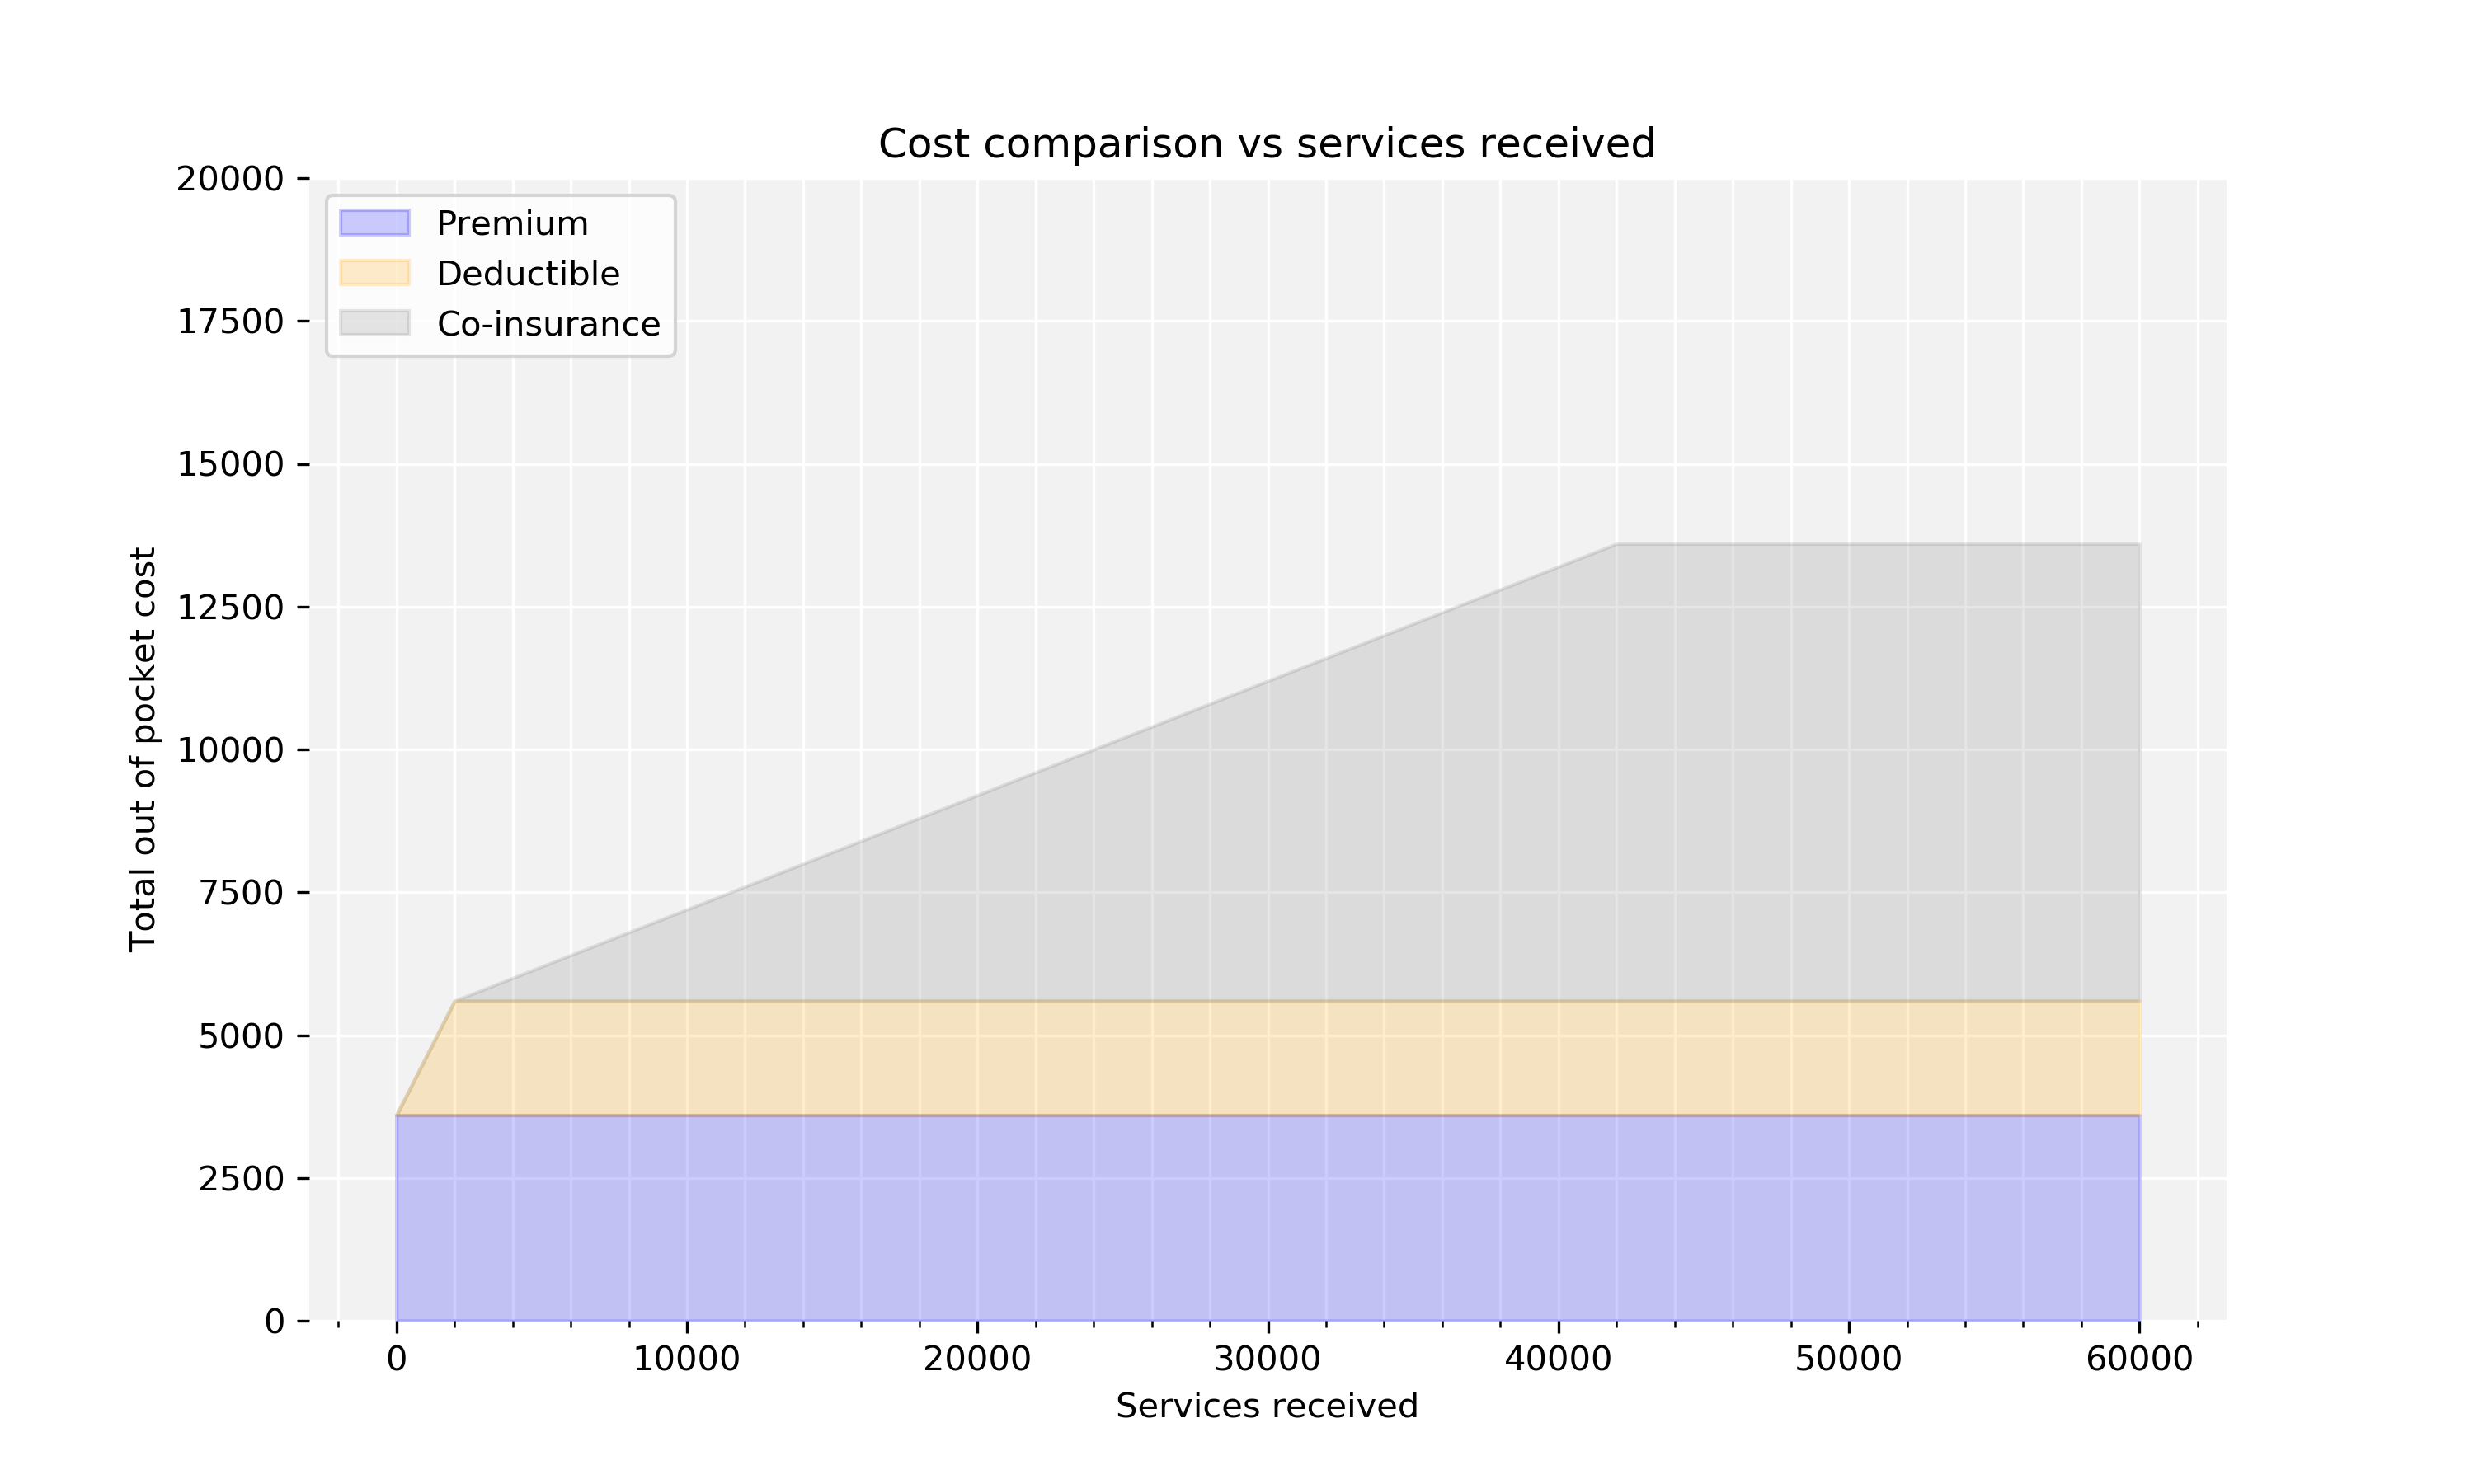 Cost comparison vs services received
Premium
Deductible
Co-insurance
Total out of pocket cost
20000
17500
15000
12500
10000
7500
5000
2500
0
0 10000 20000 30000 40000 50000 60000
Services received